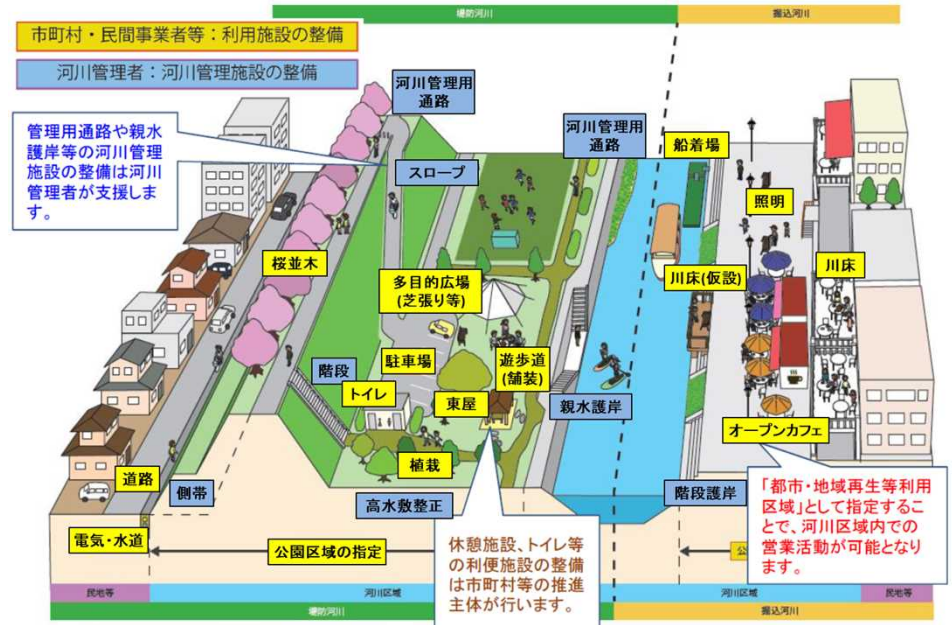 堤防河川
掘込河川
市町村・民間事業者等:利用施設の整備
河川管理者:河川管理施設の整備
管理用通路や親水
護岸等の河川管理
施設の整備は河川
管理者が支援しま
す。
河川管理用
通路
スロープ
河川管理用
通路
船着場
照明
桜並木
多目的広場
(芝張り等)
川床(仮設)
川床
駐車場
遊歩道
(舗装)
階段
トイレ
東屋
親水護岸
オープンカフェ
植栽
道路
側帯
高水敷整正
階段護岸
電気・水道
公園区域の指定
休憩施設、トイレ等
の利便施設の整備
は市町村等の推進
主体が行います。
「都市・地域再生等利用
区域」として指定するこ
とで、河川区域内での
営業活動が可能となり
ます。
民地等
河川区域
河川区域
民地等
堤防河川
掘込河川